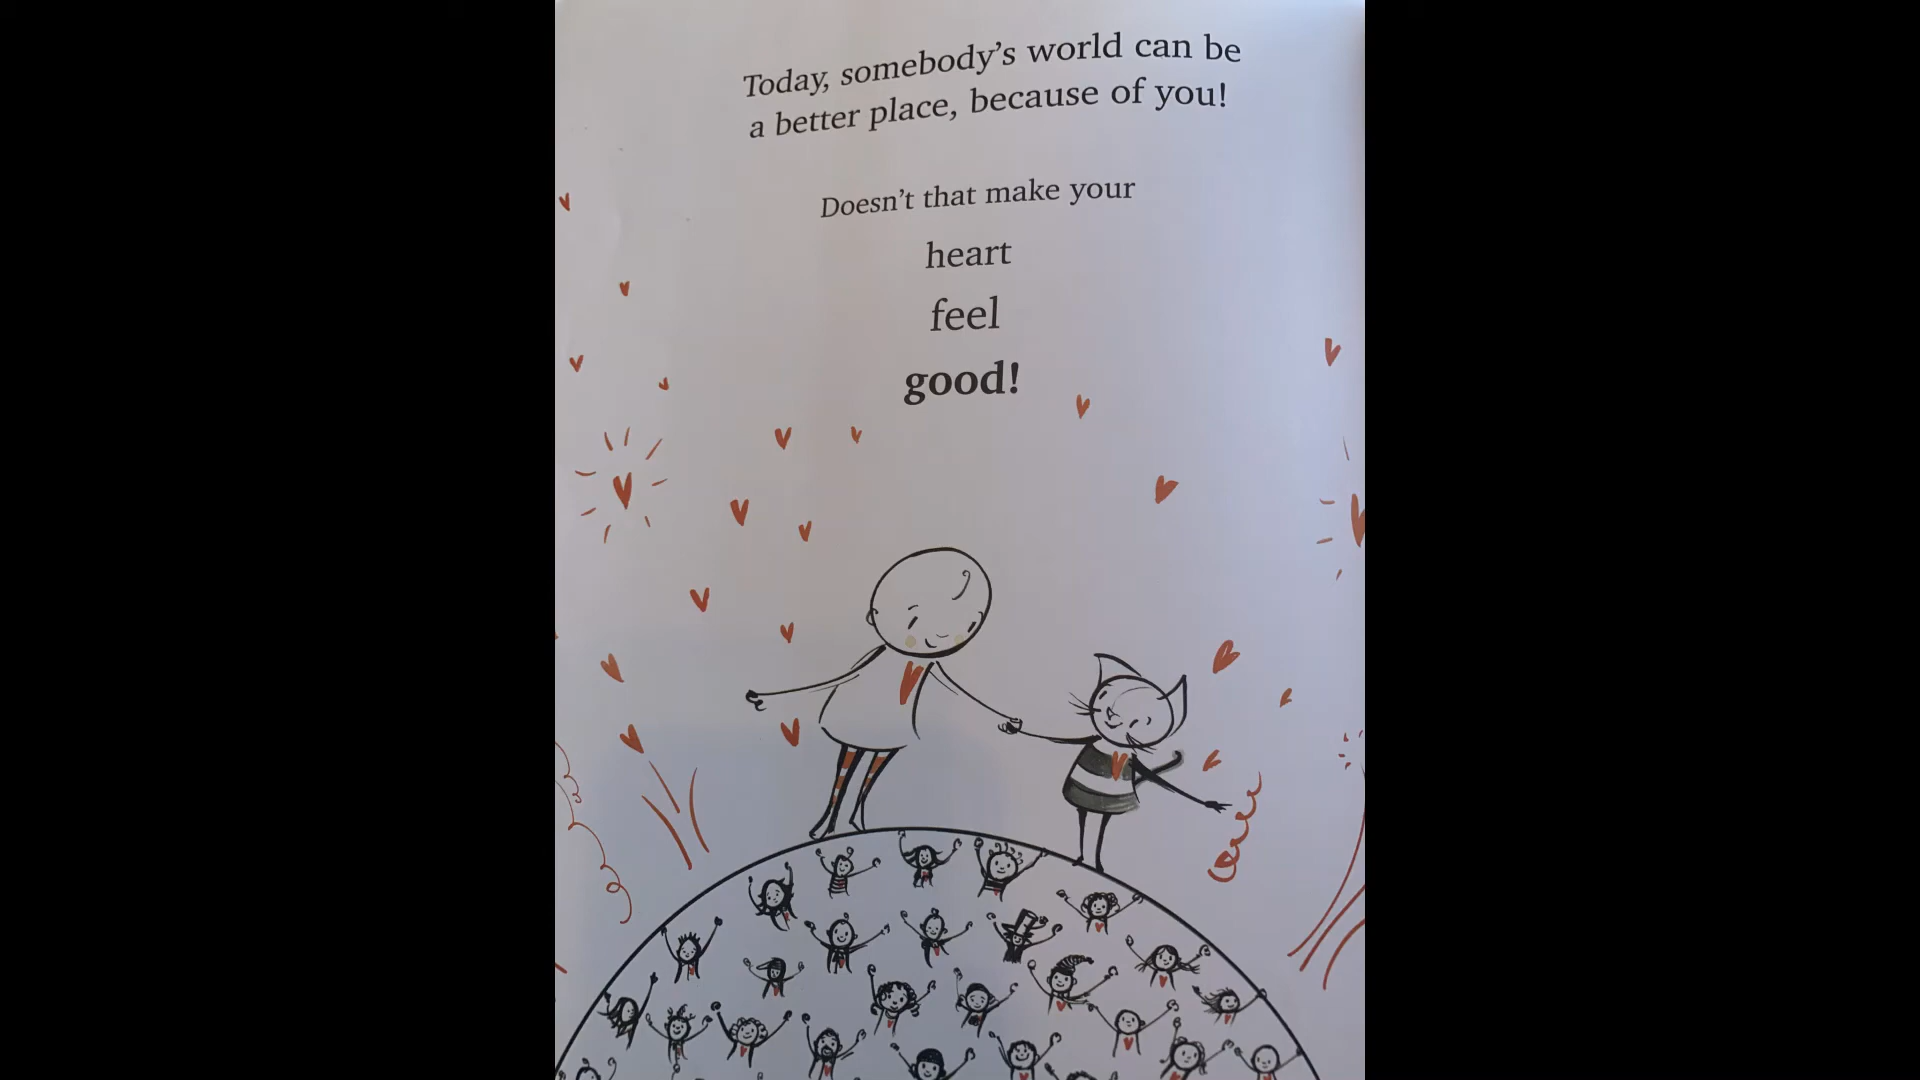 Today, somebody's world can be
a better place, because of you!
Doesn't that make your
heart
feel
good!